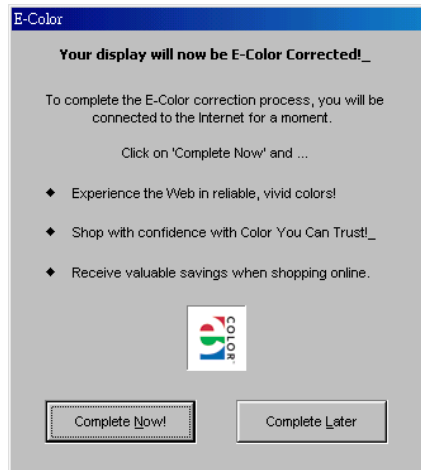 E-Color
Your display will now be E-Color Corrected!_
To complete the E-Color correction process, you will be
connected to the Internet for a moment.
Click on 'Complete Now' and ...
Experience the Web in reliable, vivid colors!
Shop with confidence with Color You Can Trust!_
Receive valuable savings when shopping online.
COLOR
Complete Now!
Complete Later